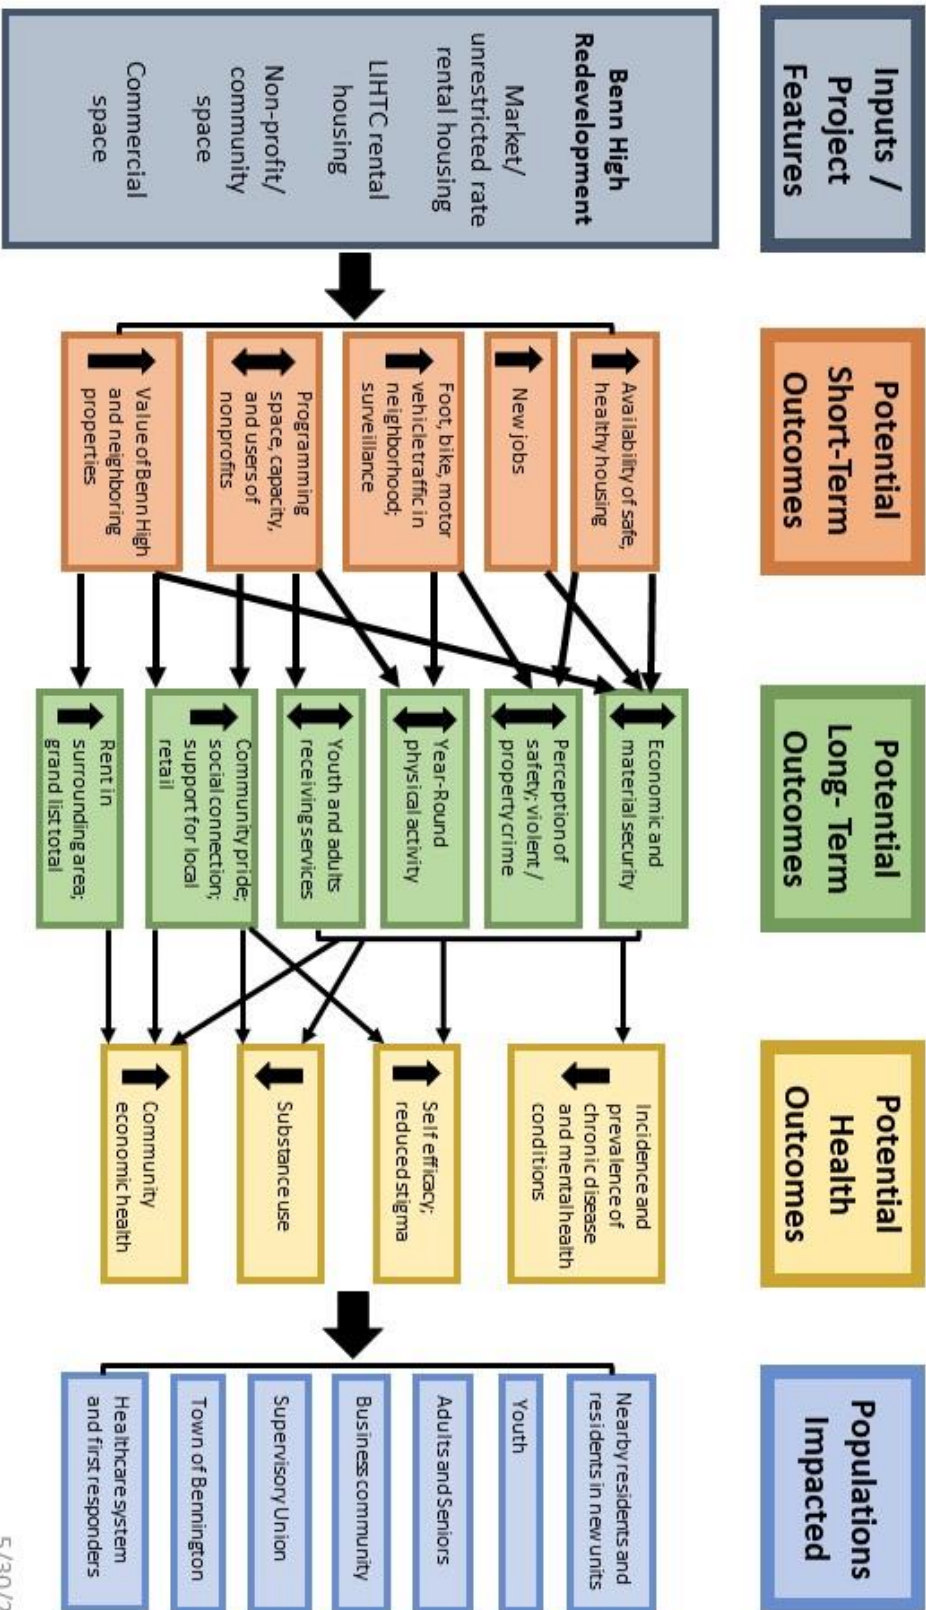 Inputs /
Project
Features
Benn High
Redevelopment
Market/
unrestricted rate
rental housing
LIHTC rental
housing
Non-profit/
community
space
Commercial
space
Potential
Short-Term
Outcomes
Availability of safe,
healthy housing
New jobs
Foot, bike, motor
vehicle traffic in
neighborhood;
surveillance
Programming
space, capacity,
and users of
nonprofits
Value of Benn High
and neighboring
properties
Potential
Long- Term
Outcomes
Economic and
material security
Perception of
safety; violent /
property crime
Year-Round
physical activity
Youth and adults
receiving services
Community pride;
social connection;
support for local
retail
Rent in
surrounding area;
grand list total
Potential
Health
Outcomes
Incidence and
prevalence of
chronic disease
and mental health
conditions
Self efficacy;
reduced stigma
Substance use
Community
economic health
Populations
Impacted
Nearby residents and
residents in new units
Youth
Adults and Seniors
Business community
Supervisory Union
Town of Bennington
Healthcare system
and first responders